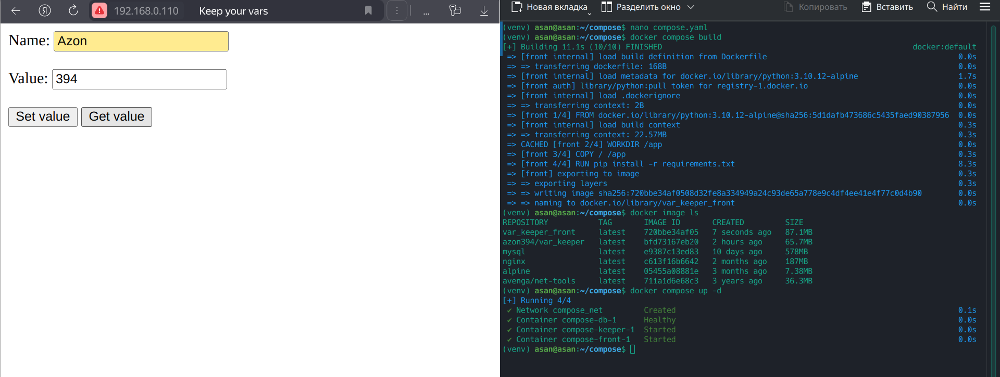 Я 192.168.0.110 Keep your vars ...
Name: Azon
Value: 394
Set value Get value
Новая вкладка Разделить окно Копировать Вставить Найти
(venv) asan@asan:~/compose$ nano compose.yaml
(venv) asan@asan:~/compose$ docker compose build
[+] Building 11.1s (10/10) FINISHED docker:default
=> [front internal] load build definition from Dockerfile 0.0s
=> => transferring dockerfile: 168B 0.0s
=> [front internal] load metadata for docker.io/library/python:3.10.12-alpine 1.7s
=> [front auth] library/python:pull token for registry-1.docker.io 0.0s
=> [front internal] load .dockerignore 0.0s
=> => transferring context: 2B 0.0s
=> [front 1/4] FROM docker.io/library/python:3.10.12-alpine@sha256:5d1dafb473686c5435faed90387956 0.0s
=> [front internal] load build context 0.3s
=> => transferring context: 22.57MB 0.3s
=> CACHED [front 2/4] WORKDIR /app 0.0s
=> [front 3/4] COPY / /app 0.3s
=> [front 4/4] RUN pip install -r requirements.txt 8.3s
=> [front] exporting to image 0.3s
=> => exporting layers 0.3s
=> => writing image sha256:720bbe34af0508d32fe8a334949a24c93de65a778e9c4df4ee41e4f77c0d4b90 0.0s
=> => naming to docker.io/library/var_keeper_front 0.0s
(venv) asan@asan:~/compose$ docker image ls
REPOSITORY TAG IMAGE ID CREATED SIZE
var_keeper_front latest 720bbe34af05 7 seconds ago 87.1MB
azon394/var_keeper latest bfd73167eb20 2 hours ago 65.7MB
mysql latest e9387c13ed83 10 days ago 578MB
nginx latest c613f16b6642 2 months ago 187MB
alpine latest 05455a08881e 3 months ago 7.38MB
avenga/net-tools latest 711a1d6e68c3 3 years ago 36.3MB
(venv) asan@asan:~/compose$ docker compose up -d
[+] Running 4/4
✔ Network compose_net Created 0.1s
✔ Container compose-db-1 Healthy 0.0s
✔ Container compose-keeper-1 Started 0.0s
✔ Container compose-front-1 Started 0.0s
(venv) asan@asan:~/compose$